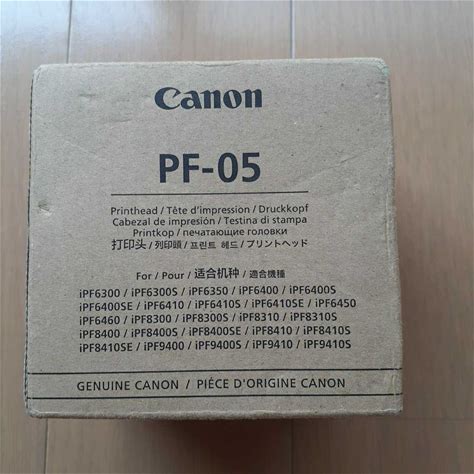 Canon
PF-05
Printhead / Tête d'impression / Druckkopf
Cabezal de impresión / Testina di stampa
Printkop / печатающие головки
打印头 / 列印頭 / 프린트 헤드 / プリントヘッド
For / Pour / 适合机种 / 適合機種
iPF6300 / iPF6300S / iPF6350 / iPF6400 / iPF6400S
iPF6400SE / iPF6410 / iPF6410S / iPF6410SE / iPF6450
iPF6460 / iPF8300 / iPF8300S / iPF8310 / iPF8310S
iPF8400 / iPF8400S / iPF8400SE / iPF8410 / iPF8410S
iPF8410SE / iPF9400 / iPF9400S / iPF9410 / iPF9410S
GENUINE CANON / PIÉCE D'ORIGINE CANON